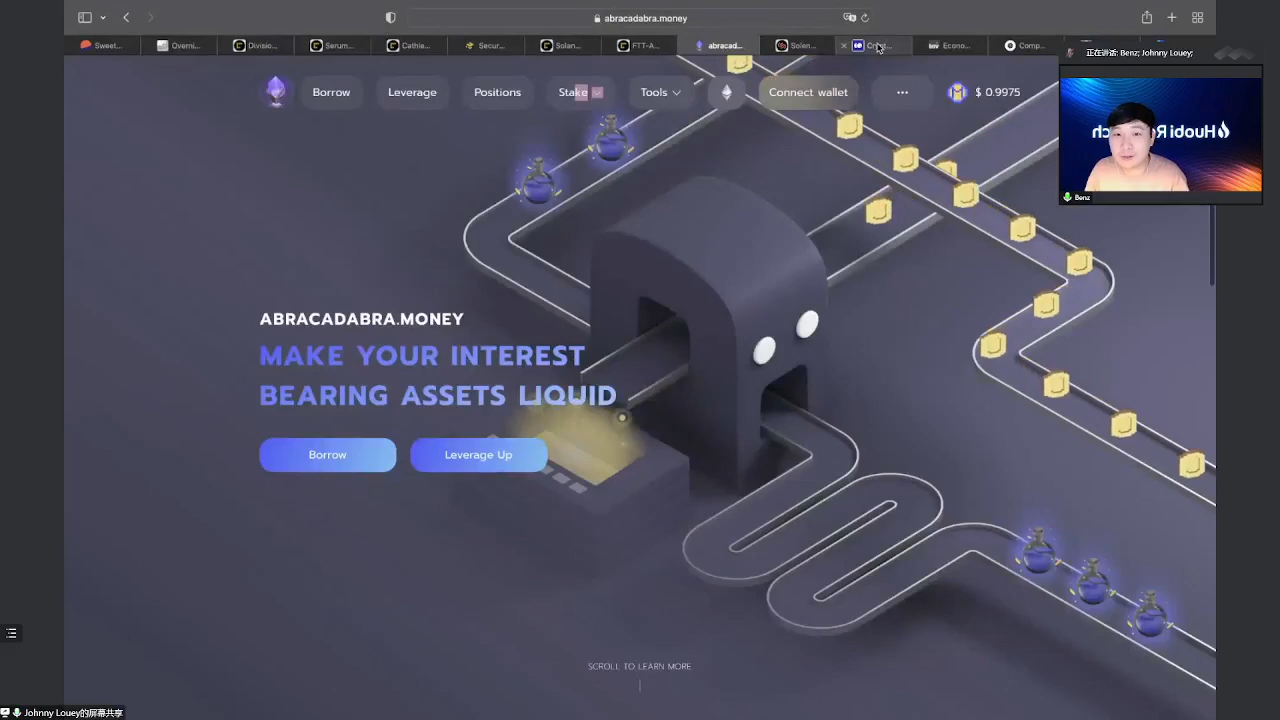 abracadabra.money
Sweet...
Overni...
Divisio...
Serum...
Cathie...
Secur...
Solan...
FTT-A...
abracad...
Solen...
Econo...
Comp...
正在讲话: Benz; Johnny Louey;
Borrow
Leverage
Positions
Stake
Tools
Connect wallet
$ 0.9975
Huobi Re
ch
Benz
ABRACADABRA.MONEY
MAKE YOUR INTEREST
BEARING ASSETS LIQUID
Borrow
Leverage Up
SCROLL TO LEARN MORE
Johnny Louey的屏幕共享